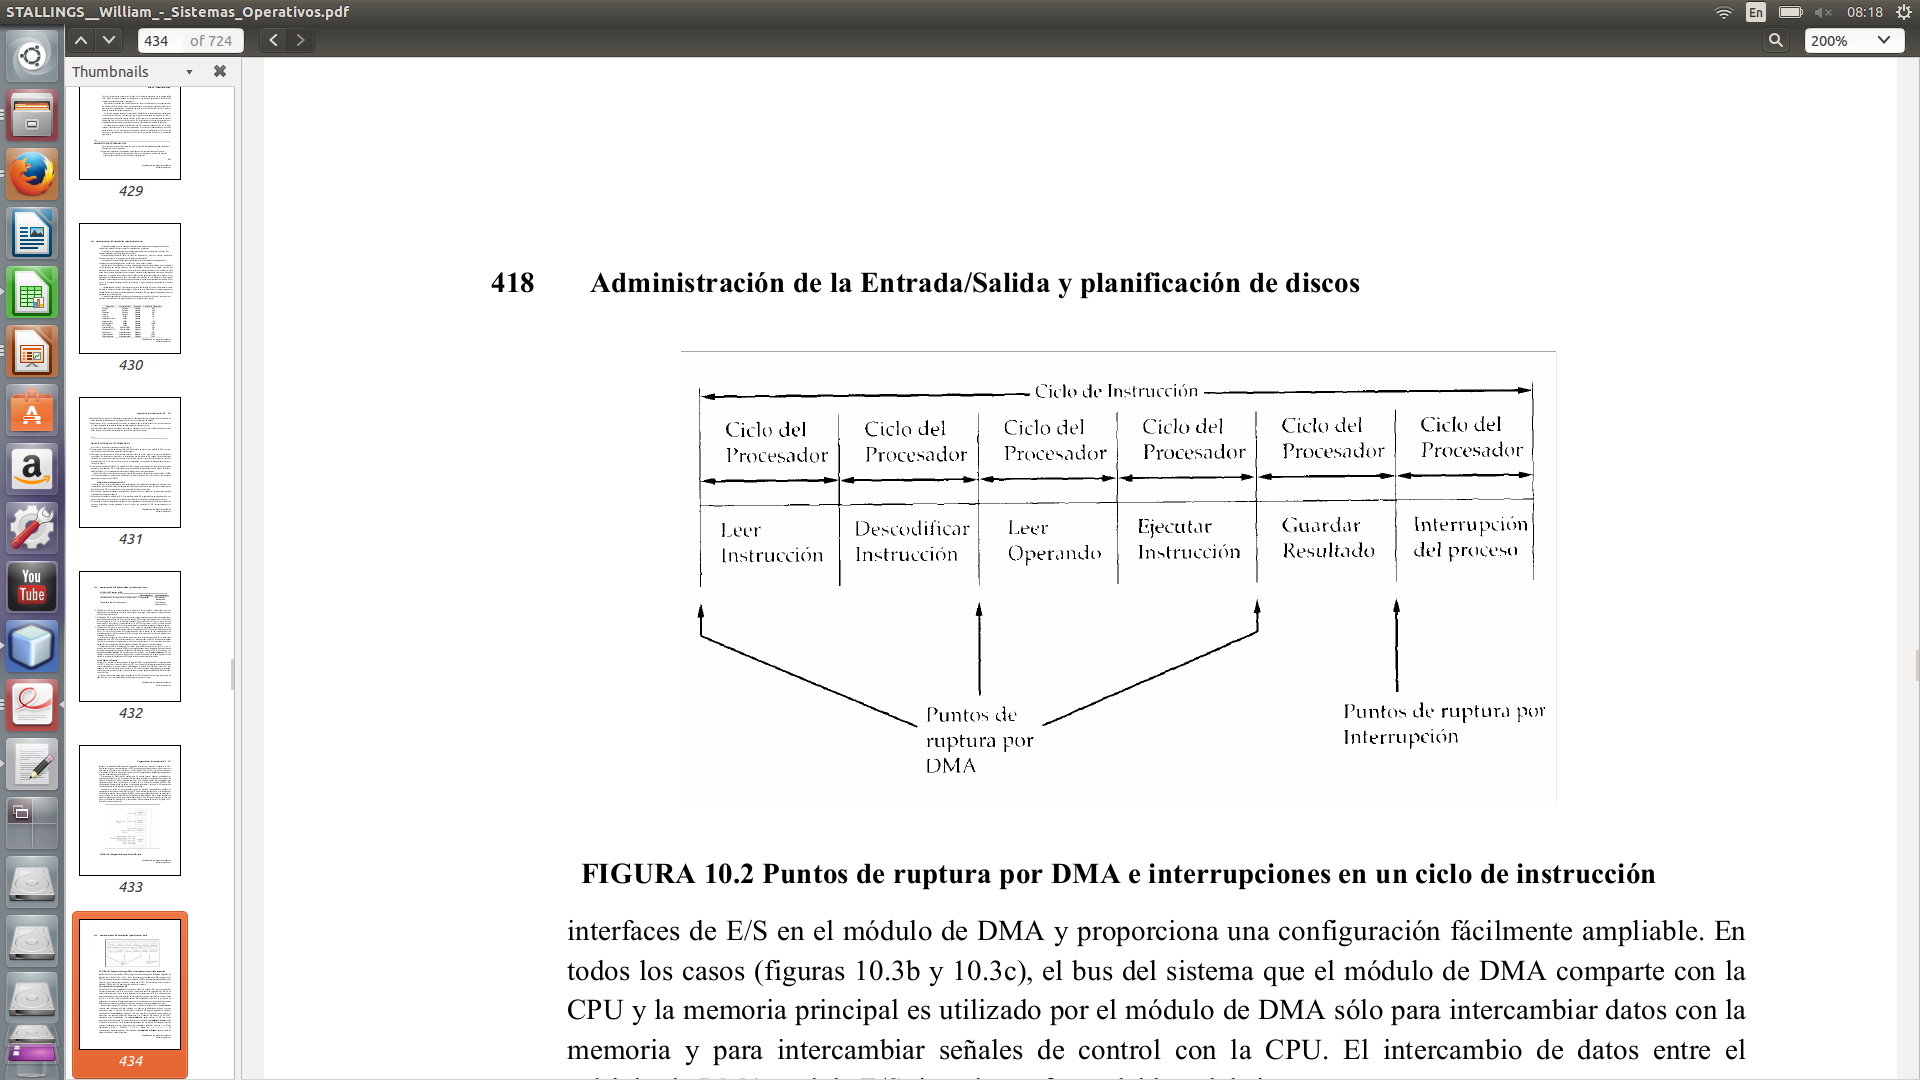 STALLINGS__William_-_Sistemas_Operativos.pdf
En
08:18
434 of 724
200%
Thumbnails
429
430
431
432
433
434
a
You
Tube
418 Administración de la Entrada/Salida y planificación de discos
Ciclo de Instrucción
Ciclo del Procesador
Ciclo del Procesador
Ciclo del Procesador
Ciclo del Procesador
Ciclo del Procesador
Ciclo del Procesador
Leer Instrucción
Descodificar Instrucción
Leer Operando
Ejecutar Instrucción
Guardar Resultado
Interrupción del proceso
Puntos de
ruptura por
DMA
Puntos de ruptura por
Interrupción
FIGURA 10.2 Puntos de ruptura por DMA e interrupciones en un ciclo de instrucción
interfaces de E/S en el módulo de DMA y proporciona una configuración fácilmente ampliable. En
todos los casos (figuras 10.3b y 10.3c), el bus del sistema que el módulo de DMA comparte con la
CPU y la memoria principal es utilizado por el módulo de DMA sólo para intercambiar datos con la
memoria y para intercambiar señales de control con la CPU. El intercambio de datos entre el